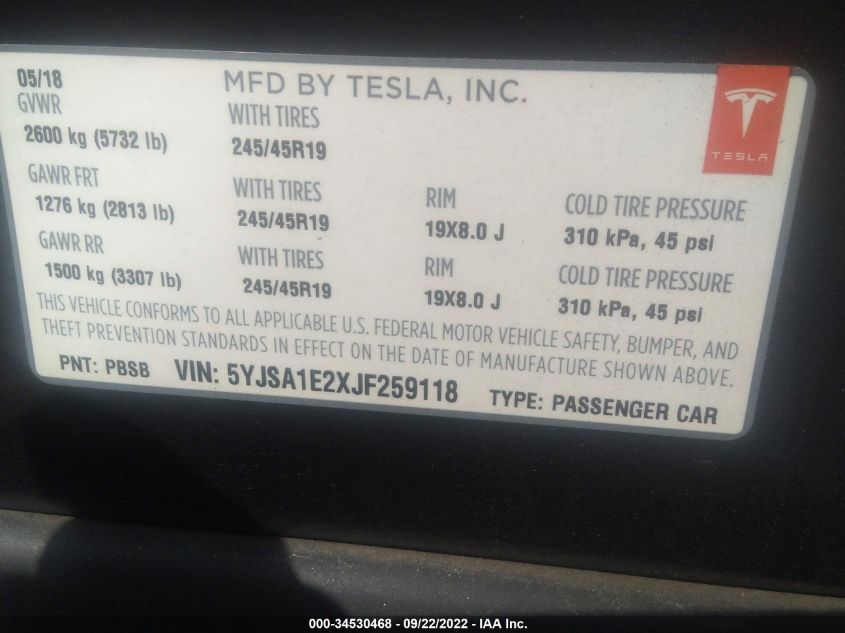 05/18
MFD BY TESLA, INC.
TESLA
GVWR
2600 kg (5732 lb)
WITH TIRES
245/45R19
GAWR FRT
1276 kg (2813 lb)
WITH TIRES
245/45R19
RIM
19X8.0 J
COLD TIRE PRESSURE
310 kPa, 45 psi
GAWR RR
1500 kg (3307 lb)
WITH TIRES
245/45R19
RIM
19X8.0 J
COLD TIRE PRESSURE
310 kPa, 45 psi
THIS VEHICLE CONFORMS TO ALL APPLICABLE U.S. FEDERAL MOTOR VEHICLE SAFETY, BUMPER, AND
THEFT PREVENTION STANDARDS IN EFFECT ON THE DATE OF MANUFACTURE SHOWN ABOVE.
PNT: PBSB VIN: 5YJSA1E2XJF259118 TYPE: PASSENGER CAR
000-34530468 - 09/22/2022 - IAA Inc.